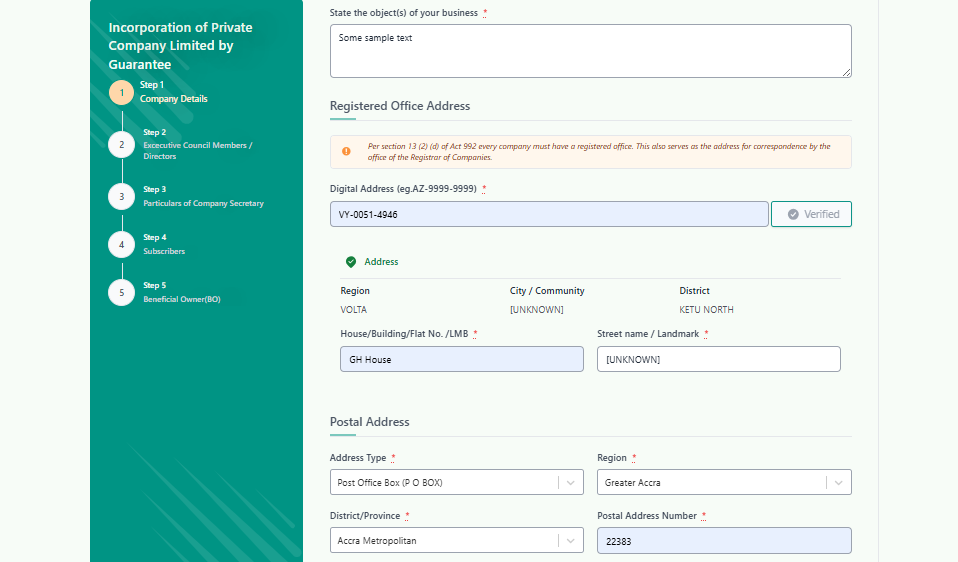 Incorporation of Private
Company Limited by
Guarantee
1
Step 1
Company Details
2
Step 2
Excecutive Council Members /
Directors
3
Step 3
Particulars of Company Secretary
4
Step 4
Subscribers
5
Step 5
Beneficial Owner(BO)
State the object(s) of your business *
Some sample text
Registered Office Address
Per section 13 (2) (d) of Act 992 every company must have a registered office. This also serves as the address for correspondence by the
office of the Registrar of Companies.
Digital Address (eg.AZ-9999-9999) *
VY-0051-4946 Verified
Address
Region City / Community District
VOLTA [UNKNOWN] KETU NORTH
House/Building/Flat No. /LMB * Street name / Landmark *
GH House [UNKNOWN]
Postal Address
Address Type * Region *
Post Office Box (P O BOX) Greater Accra
District/Province * Postal Address Number *
Accra Metropolitan 22383